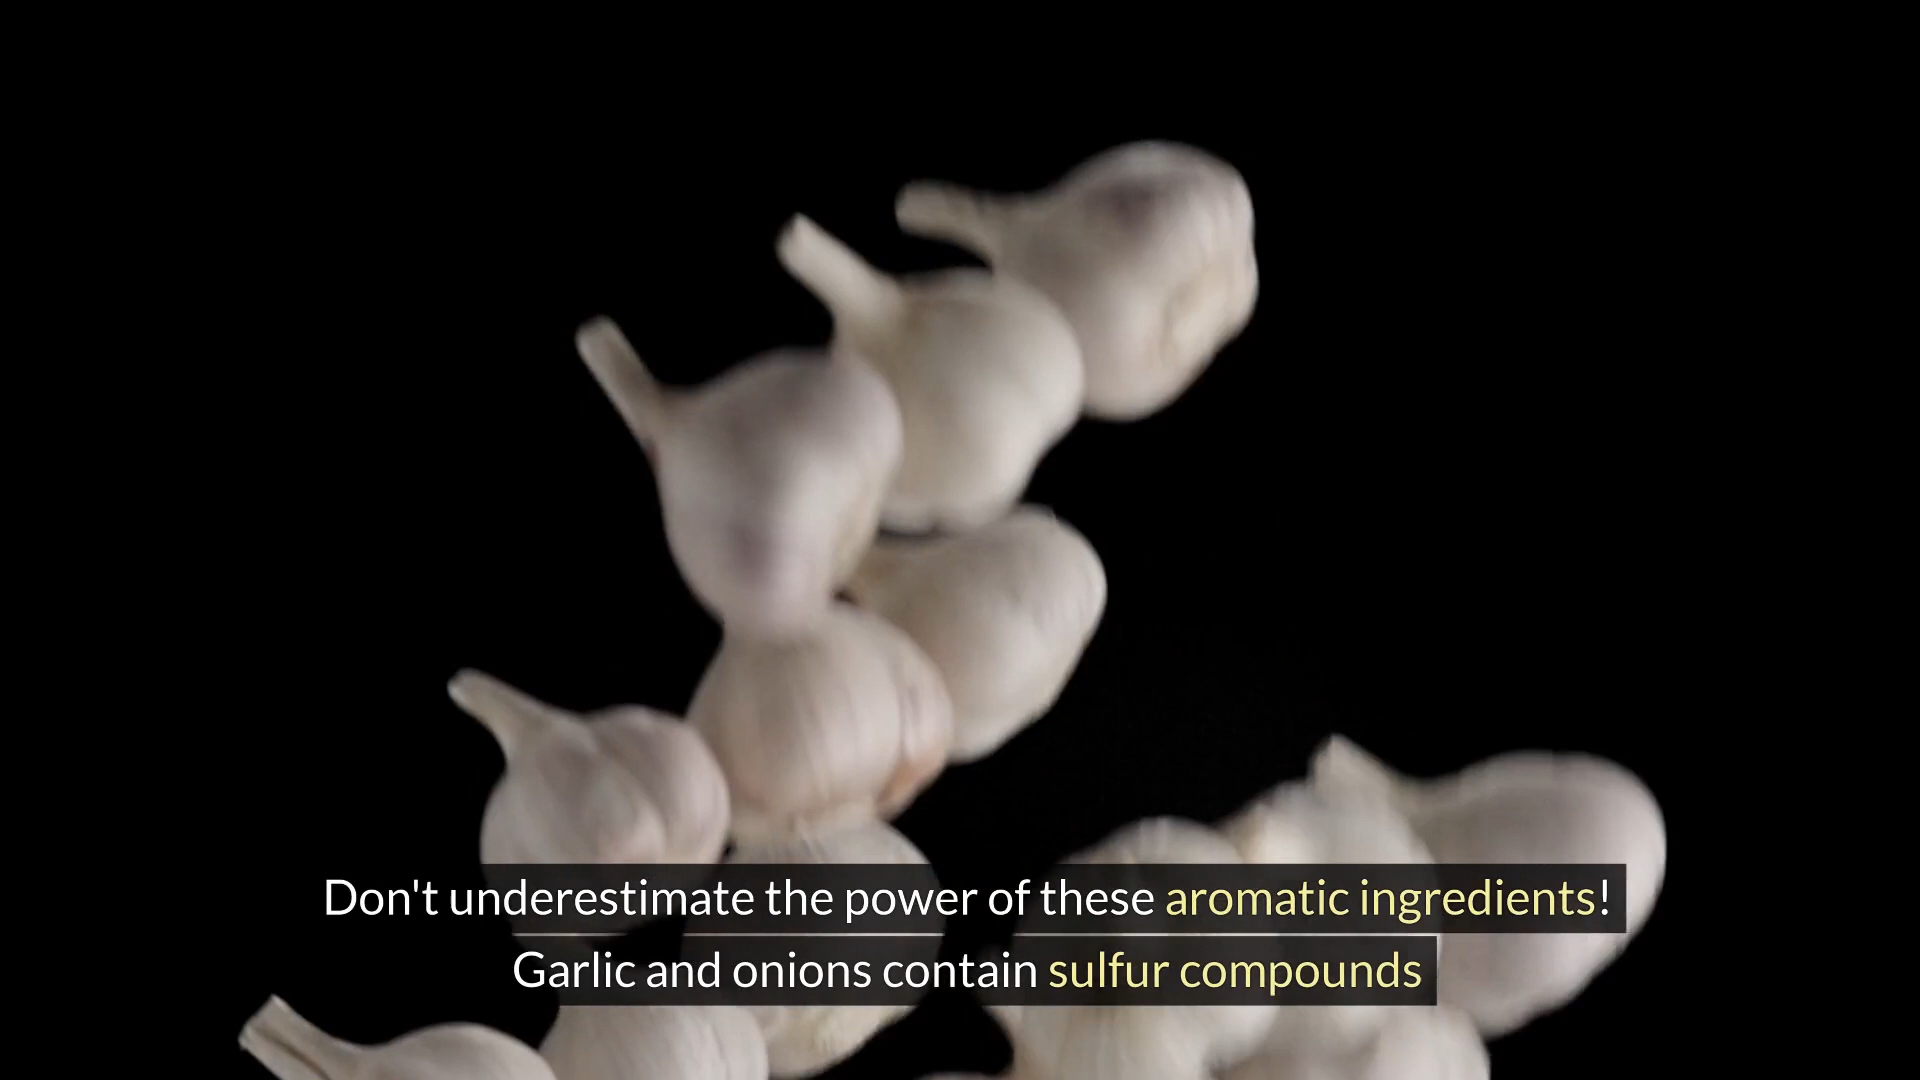 Don't underestimate the power of these aromatic ingredients!
Garlic and onions contain sulfur compounds